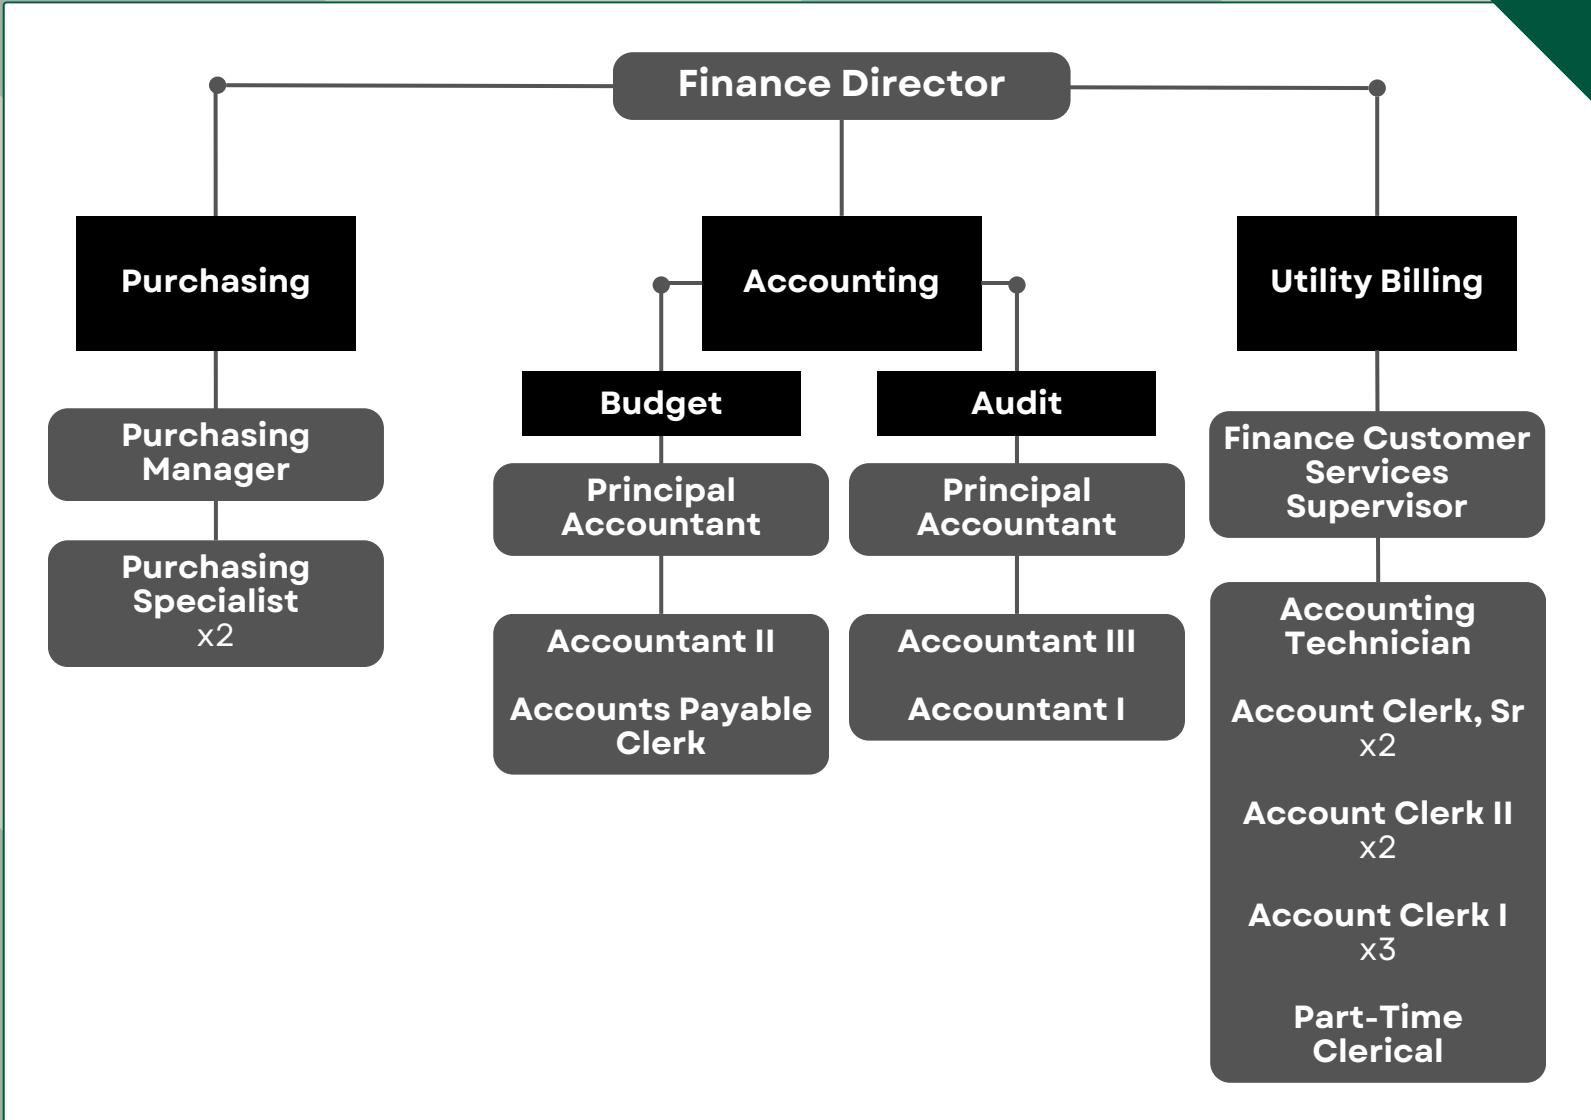 Finance Director
Purchasing
Accounting
Utility Billing
Budget
Audit
Purchasing
Manager
Principal
Accountant
Principal
Accountant
Finance Customer
Services
Supervisor
Purchasing
Specialist
x2
Accountant II
Accounts Payable
Clerk
Accountant III
Accountant I
Accounting
Technician
Account Clerk, Sr
x2
Account Clerk II
x2
Account Clerk I
x3
Part-Time
Clerical